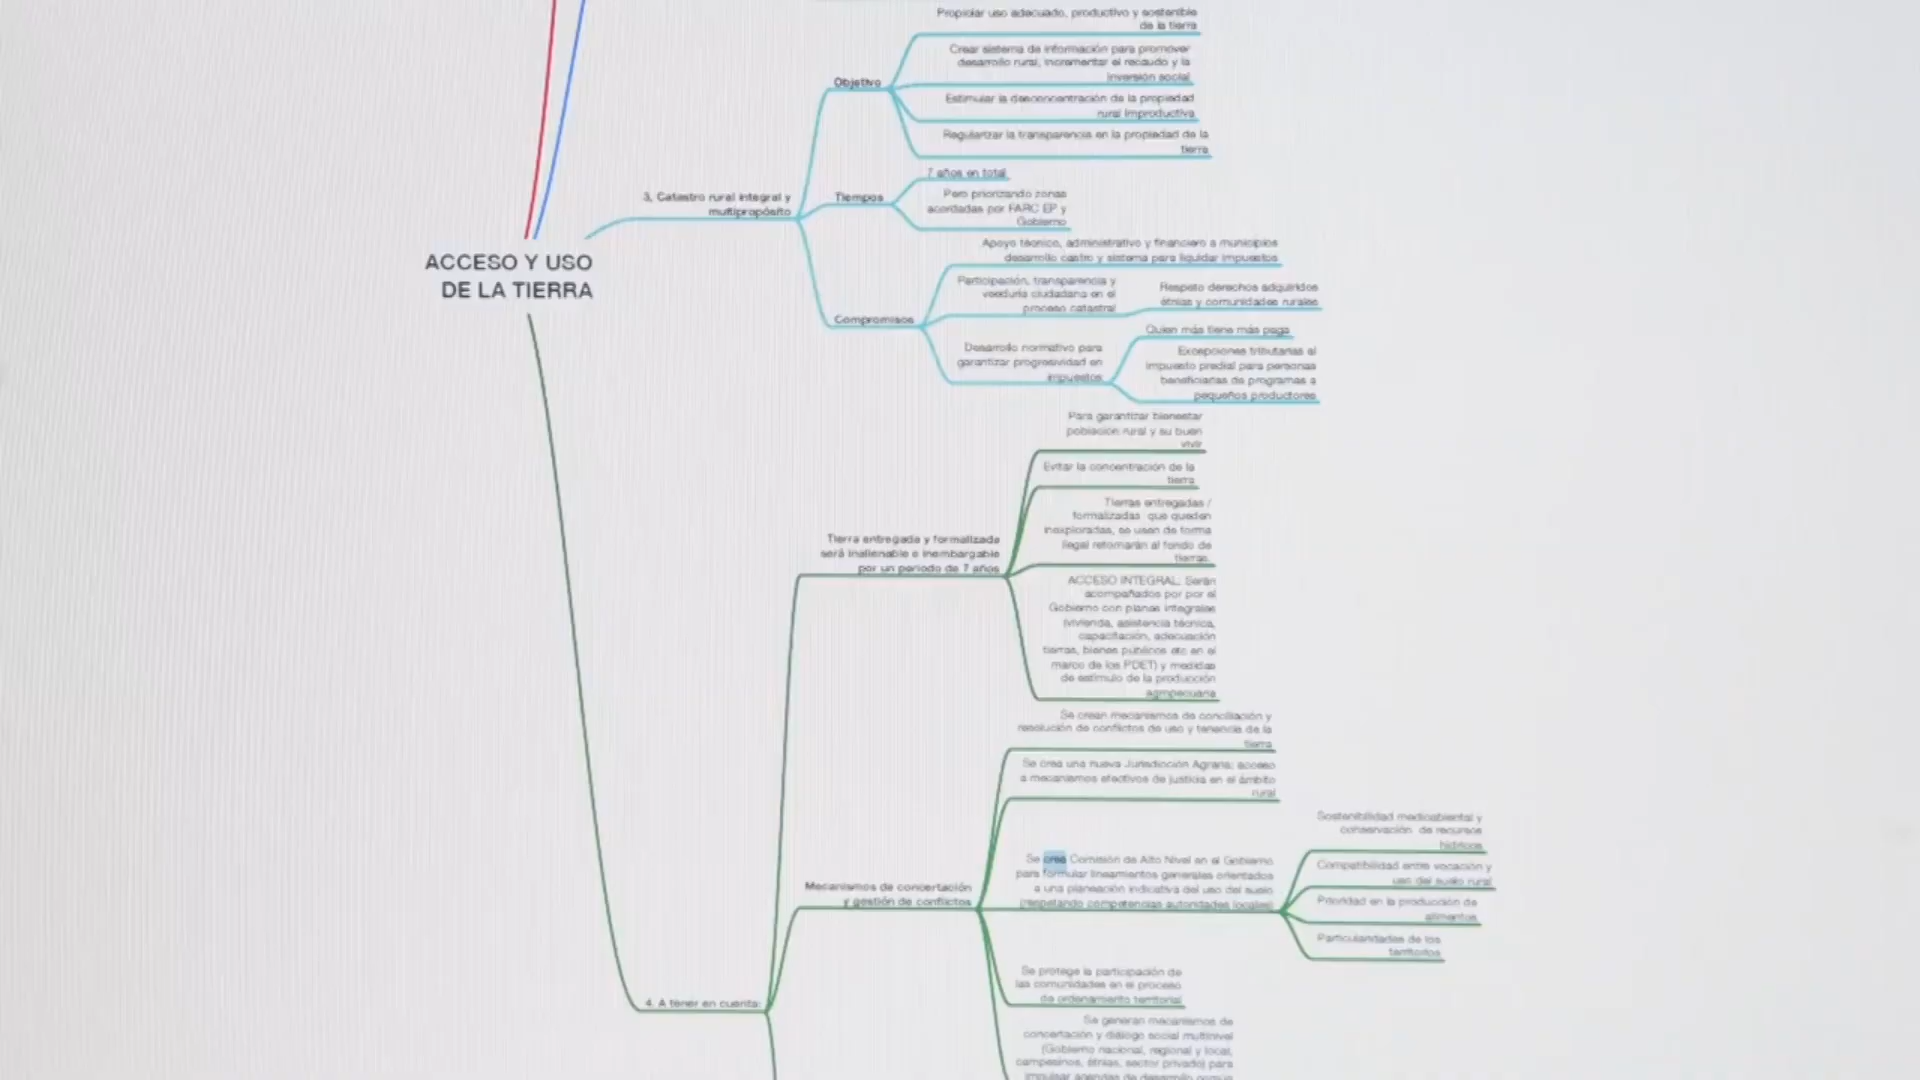 Propiciar uso adecuado, productivo y sostenible
de la tierra
Crear sistema de información para promover
desarrollo rural, incrementar el recaudo y la
inversión social
Objetivo
Estimular la desconcentración de la propiedad
rural improductiva
Regularizar la transparencia en la propiedad de la
tierra
7 años en total
3. Catastro rural integral y
multipropósito
Tiempos
Pero priorizando zonas
acordadas por FARC EP y
Gobierno
ACCESO Y USO
DE LA TIERRA
Apoyo técnico, administrativo y financiero a municipios
desarrollo castro y sistema para liquidar impuestos
Participación, transparencia y
veeduría ciudadana en el
proceso catastral
Respeto derechos adquiridos
étnias y comunidades rurales
Compromisos
Desarrollo normativo para
garantizar progresividad en
impuestos
Quien más tiene más paga
Excepciones tributarias al
impuesto predial para personas
beneficiarias de programas a
pequeños productores
Para garantizar bienestar
población rural y su buen
vivir
Evitar la concentración de la
tierra
Tierras entregadas /
formalizadas que queden
inexploradas, se usen de forma
ilegal retornarán al fondo de
tierras.
Tierra entregada y formalizada
será inalienable e inembargable
por un periodo de 7 años
ACCESO INTEGRAL: Serán
acompañados por por el
Gobierno con planes integrales
(vivienda, asistencia técnica,
capacitación, adecuación
tierras, bienes públicos etc en el
marco de los PDET) y medidas
de estímulo de la producción
agropecuaria
Se crean mecanismos de conciliación y
resolución de conflictos de uso y tenencia de la
tierra
Se crea una nueva Jurisdicción Agraria: acceso
a mecanismos efectivos de justicia en el ámbito
rural
Mecanismos de concertación
y gestión de conflictos
Se crea Comisión de Alto Nivel en el Gobierno
para formular lineamientos generales orientados
a una planeación indicativa del uso del suelo
(respetando competencias autoridades locales)
Sostenibilidad medioabiental y
conservación de recursos
hídricos
Compatibilidad entre vocación y
uso del suelo rural
Prioridad en la producción de
alimentos
Particularidades de los
territorios
Se protege la participación de
las comunidades en el proceso
de ordenamiento territorial
4. A tener en cuenta:
Se generan mecanismos de
concertación y diálogo social multinivel
(Gobierno nacional, regional y local,
campesinos, étnias, sector privado) para
impulsar agendas de desarrollo común